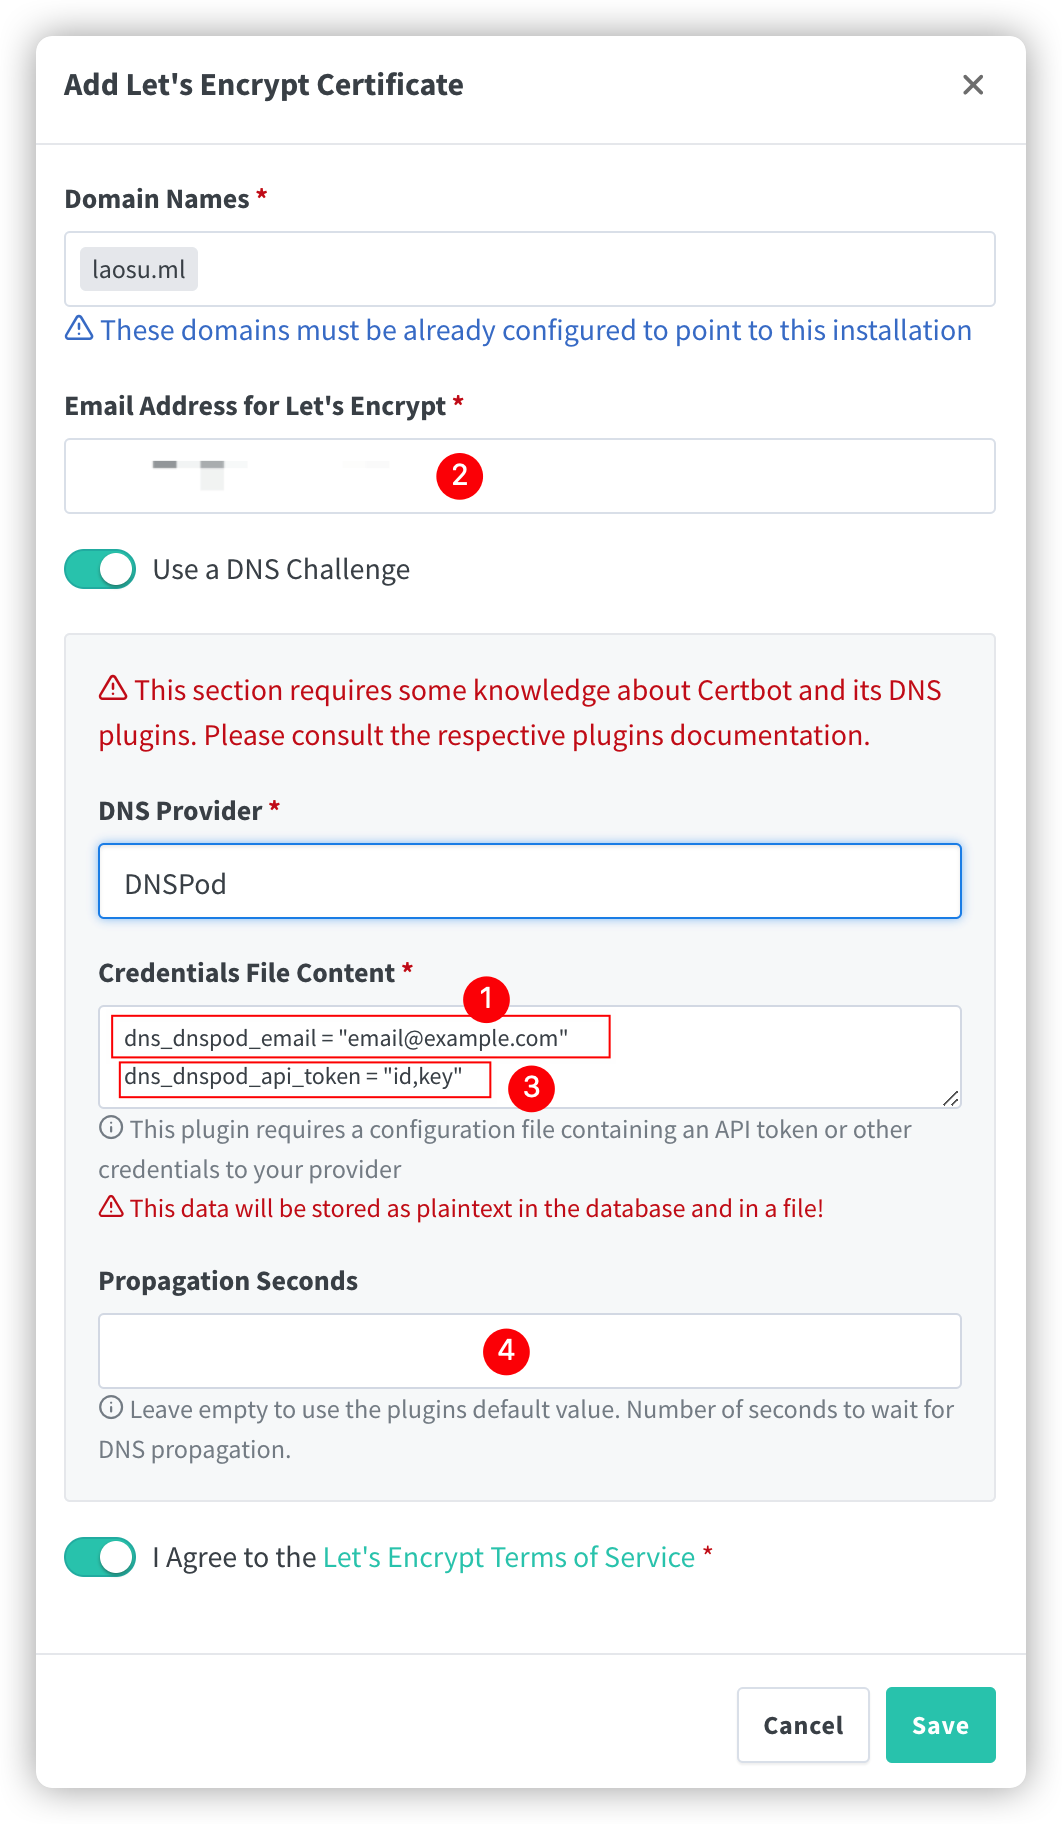 Add Let's Encrypt Certificate
Domain Names *
laosu.ml
These domains must be already configured to point to this installation
Email Address for Let's Encrypt *
2
Use a DNS Challenge
This section requires some knowledge about Certbot and its DNS
plugins. Please consult the respective plugins documentation.
DNS Provider *
DNSPod
Credentials File Content *
1
dns_dnspod_email = "email@example.com"
dns_dnspod_api_token = "id,key"
3
This plugin requires a configuration file containing an API token or other
credentials to your provider
This data will be stored as plaintext in the database and in a file!
Propagation Seconds
4
Leave empty to use the plugins default value. Number of seconds to wait for
DNS propagation.
I Agree to the Let's Encrypt Terms of Service *
Cancel
Save